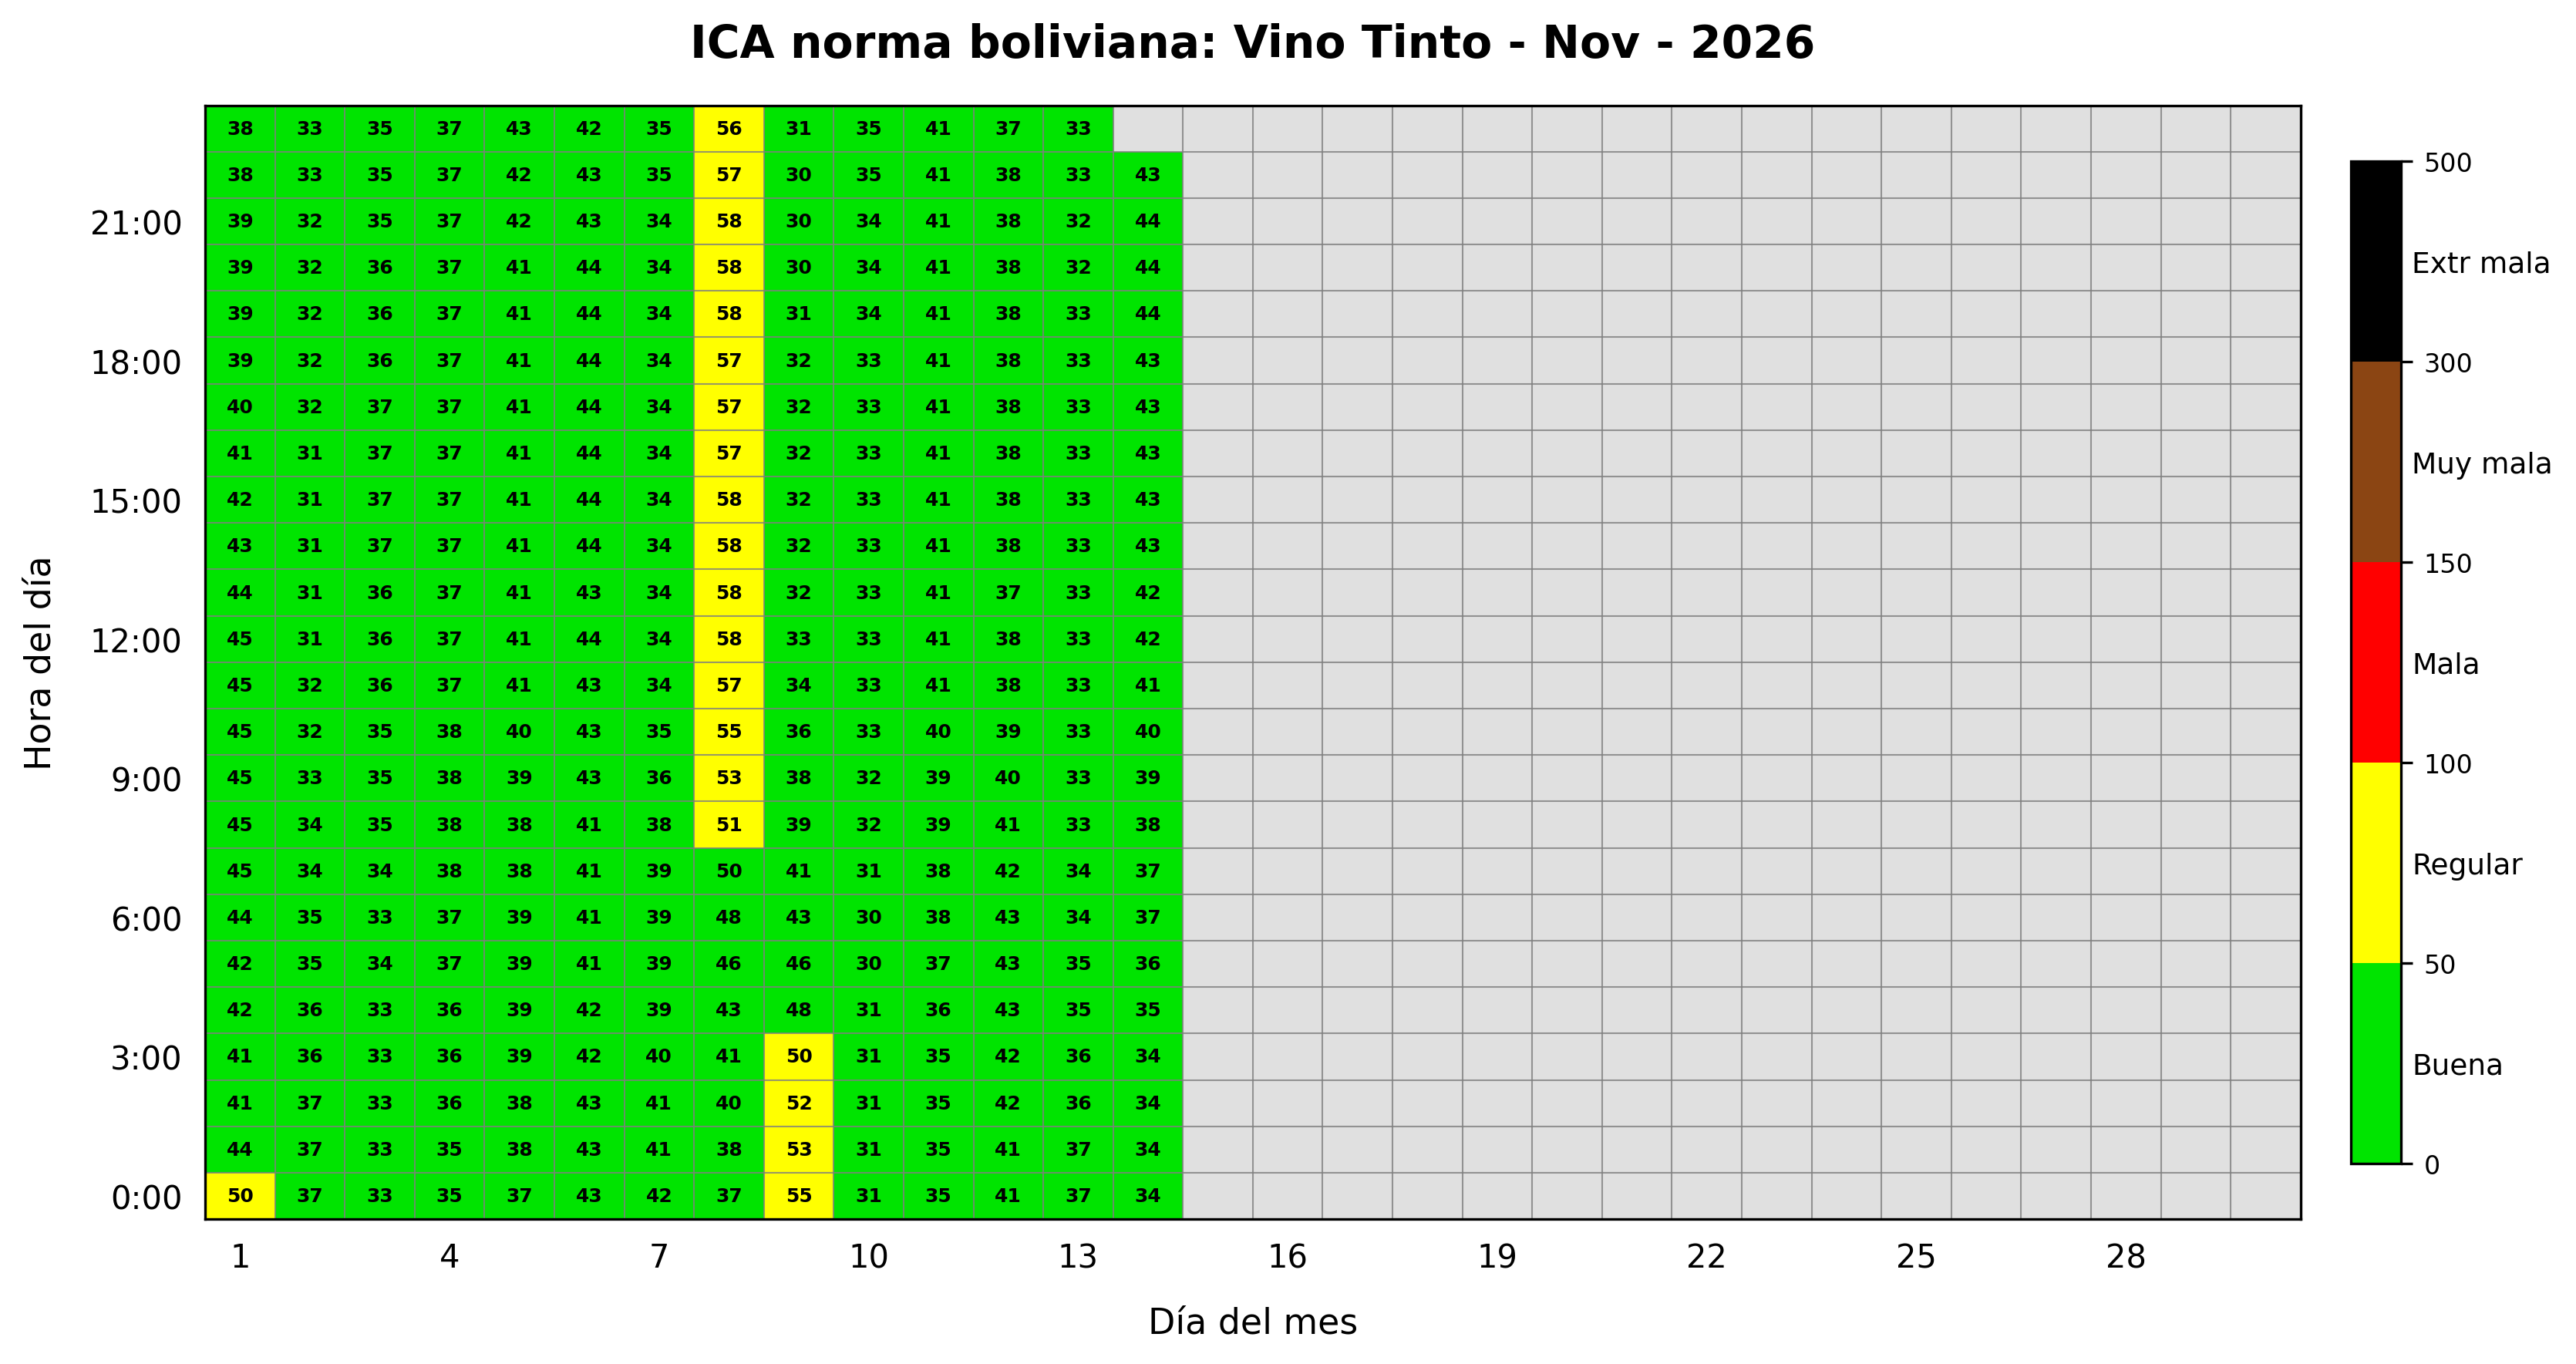 ICA norma boliviana: Vino Tinto - Nov - 2026
38 33 35 37 43 42 35 56 31 35 41 37 33
38 33 35 37 42 43 35 57 30 35 41 38 33 43
21:00 39 32 35 37 42 43 34 58 30 34 41 38 32 44
39 32 36 37 41 44 34 58 30 34 41 38 32 44
39 32 36 37 41 44 34 58 31 34 41 38 33 44
18:00 39 32 36 37 41 44 34 57 32 33 41 38 33 43
40 32 37 37 41 44 34 57 32 33 41 38 33 43
41 31 37 37 41 44 34 57 32 33 41 38 33 43
15:00 42 31 37 37 41 44 34 58 32 33 41 38 33 43
43 31 37 37 41 44 34 58 32 33 41 38 33 43
44 31 36 37 41 43 34 58 32 33 41 37 33 42
12:00 45 31 36 37 41 44 34 58 33 33 41 38 33 42
45 32 36 37 41 43 34 57 34 33 41 38 33 41
45 32 35 38 40 43 35 55 36 33 40 39 33 40
9:00 45 33 35 38 39 43 36 53 38 32 39 40 33 39
45 34 35 38 38 41 38 51 39 32 39 41 33 38
45 34 34 38 38 41 39 50 41 31 38 42 34 37
6:00 44 35 33 37 39 41 39 48 43 30 38 43 34 37
42 35 34 37 39 41 39 46 46 30 37 43 35 36
42 36 33 36 39 42 39 43 48 31 36 43 35 35
3:00 41 36 33 36 39 42 40 41 50 31 35 42 36 34
41 37 33 36 38 43 41 40 52 31 35 42 36 34
44 37 33 35 38 43 41 38 53 31 35 41 37 34
0:00 50 37 33 35 37 43 42 37 55 31 35 41 37 34
1 4 7 10 13 16 19 22 25 28
Día del mes
Hora del día
500
Extr mala
300
Muy mala
150
Mala
100
Regular
50
Buena
0